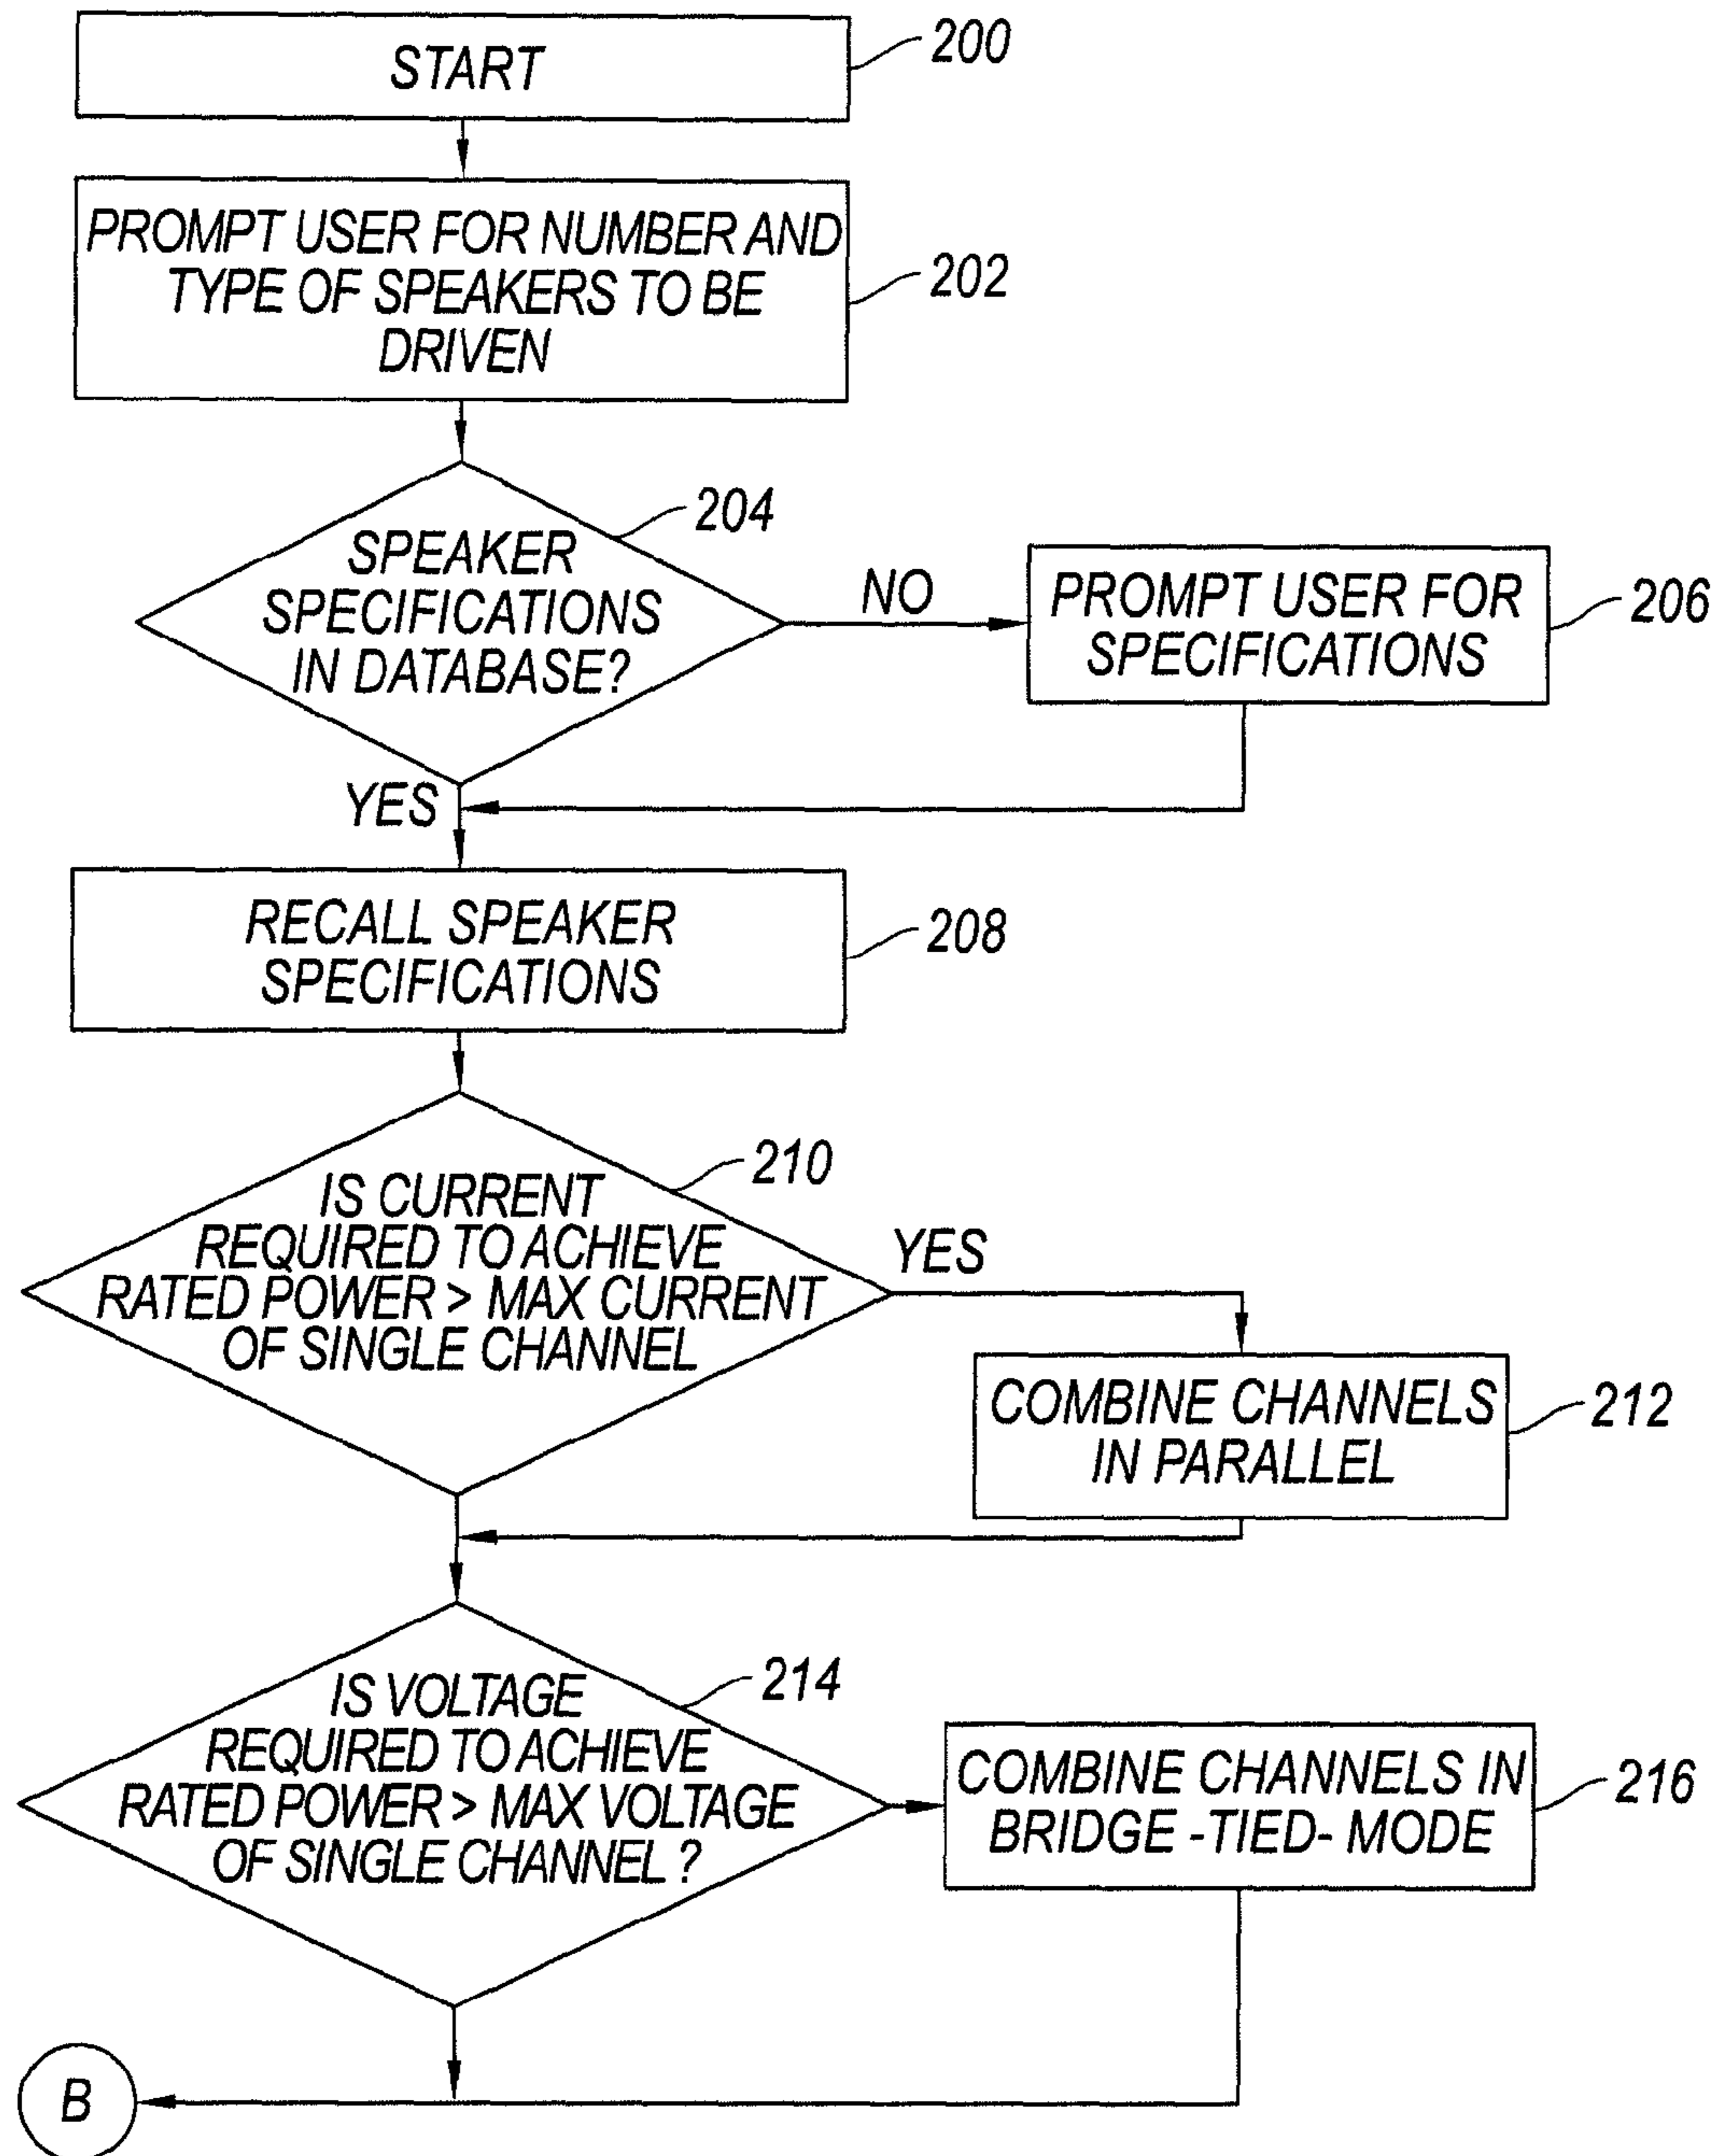 START
200
PROMPT USER FOR NUMBER AND
TYPE OF SPEAKERS TO BE
DRIVEN
202
204
SPEAKER
SPECIFICATIONS
IN DATABASE?
NO
PROMPT USER FOR
SPECIFICATIONS
206
YES
RECALL SPEAKER
SPECIFICATIONS
208
210
IS CURRENT
REQUIRED TO ACHIEVE
RATED POWER > MAX CURRENT
OF SINGLE CHANNEL
YES
COMBINE CHANNELS
IN PARALLEL
212
214
IS VOLTAGE
REQUIRED TO ACHIEVE
RATED POWER > MAX VOLTAGE
OF SINGLE CHANNEL ?
COMBINE CHANNELS IN
BRIDGE -TIED- MODE
216
B